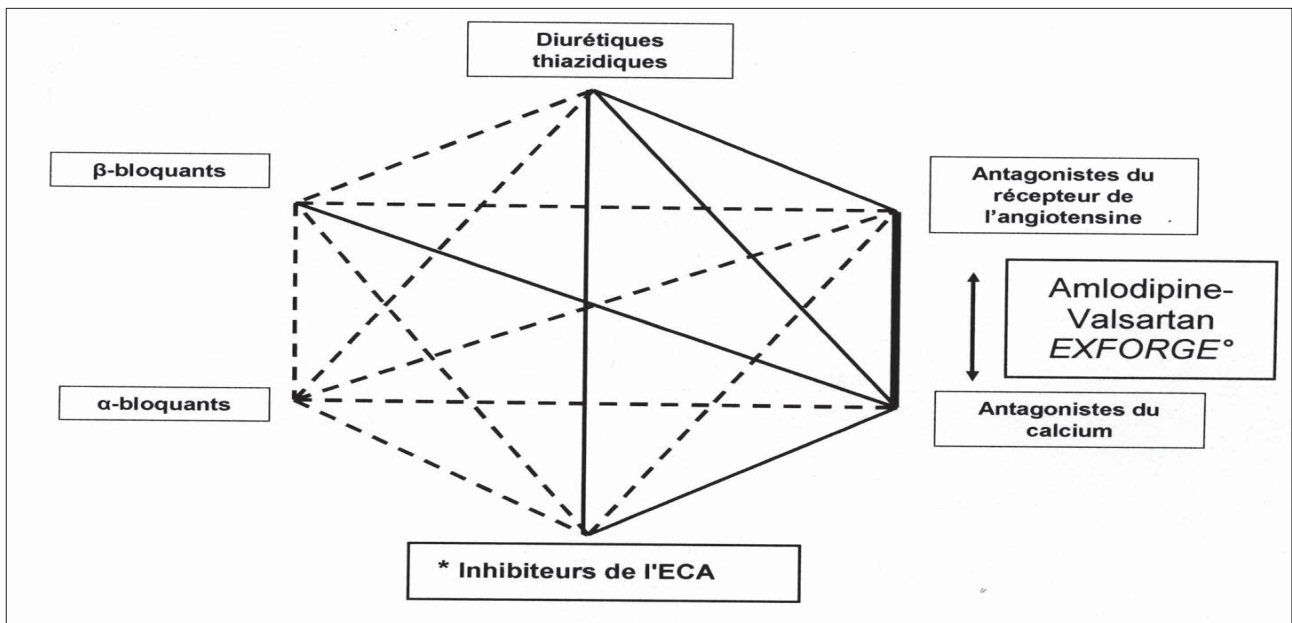 Diurétiques
thiazidiques
β-bloquants
Antagonistes du
récepteur de
l'angiotensine
Amlodipine-
Valsartan
EXFORGE°
α-bloquants
Antagonistes du
calcium
* Inhibiteurs de l'ECA